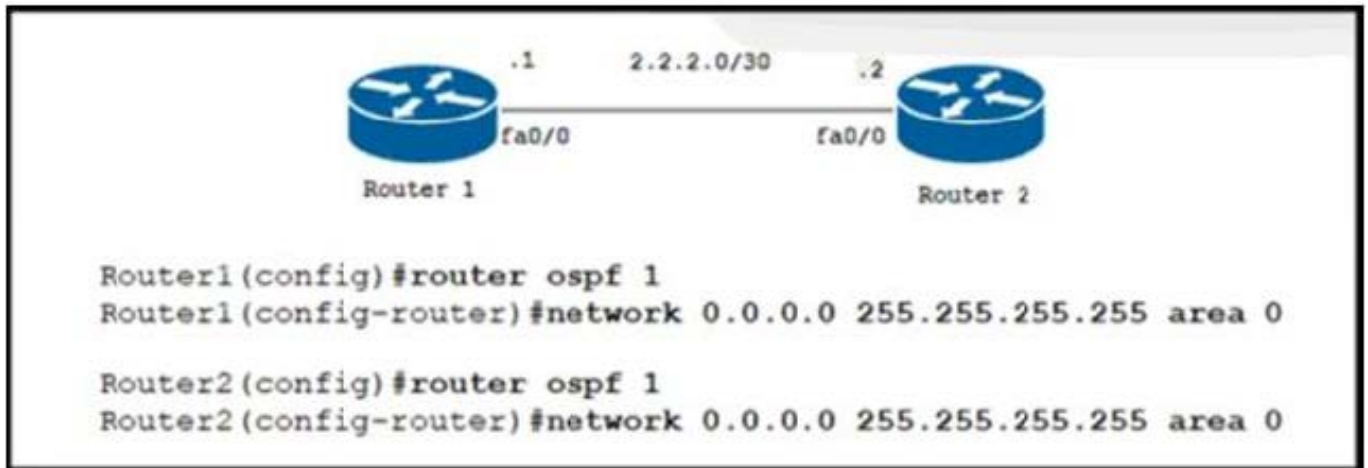 .1 2.2.2.0/30 .2
fa0/0 fa0/0
Router 1 Router 2
Router1(config)#router ospf 1
Router1(config-router)#network 0.0.0.0 255.255.255.255 area 0
Router2(config)#router ospf 1
Router2(config-router)#network 0.0.0.0 255.255.255.255 area 0